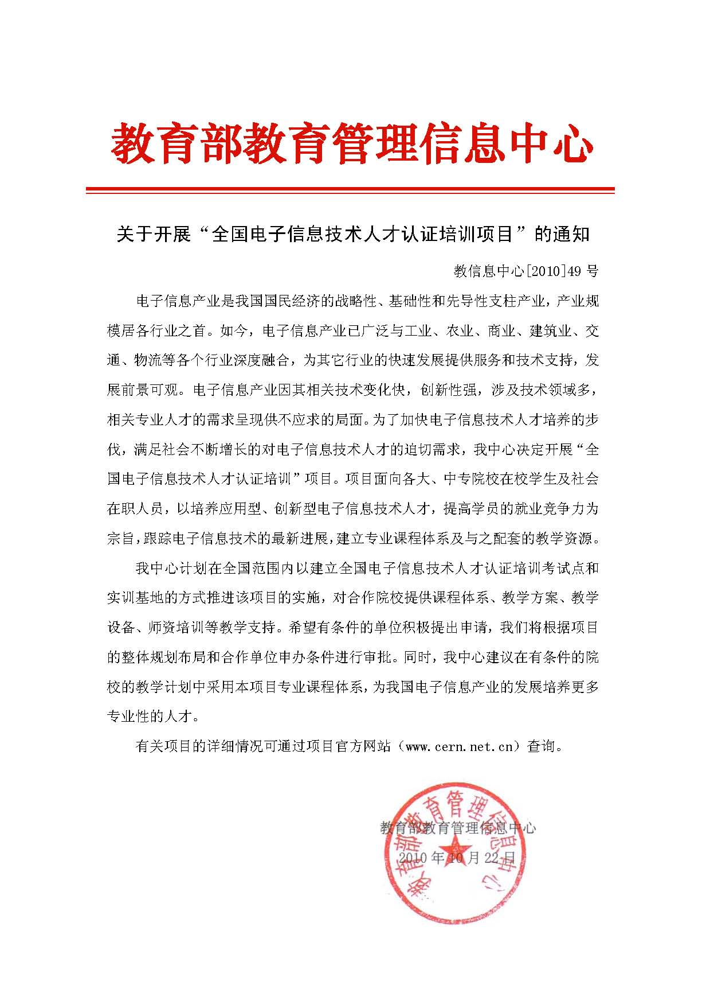 教育部教育管理信息中心
关于开展“全国电子信息技术人才认证培训项目”的通知
教信息中心[2010]49 号
电子信息产业是我国国民经济的战略性、基础性和先导性支柱产业，产业规
模居各行业之首。如今，电子信息产业已广泛与工业、农业、商业、建筑业、交
通、物流等各个行业深度融合，为其它行业的快速发展提供服务和技术支持，发
展前景可观。电子信息产业因其相关技术变化快，创新性强，涉及技术领域多，
相关专业人才的需求呈现供不应求的局面。为了加快电子信息技术人才培养的步
伐，满足社会不断增长的对电子信息技术人才的迫切需求，我中心决定开展“全
国电子信息技术人才认证培训”项目。项目面向各大、中专院校在校学生及社会
在职人员，以培养应用型、创新型电子信息技术人才，提高学员的就业竞争力为
宗旨，跟踪电子信息技术的最新进展，建立专业课程体系及与之配套的教学资源。
我中心计划在全国范围内以建立全国电子信息技术人才认证培训考试点和
实训基地的方式推进该项目的实施，对合作院校提供课程体系、教学方案、教学
设备、师资培训等教学支持。希望有条件的单位积极提出申请，我们将根据项目
的整体规划布局和合作单位申办条件进行审批。同时，我中心建议在有条件的院
校的教学计划中采用本项目专业课程体系，为我国电子信息产业的发展培养更多
专业性的人才。
有关项目的详细情况可通过项目官方网站（www.cern.net.cn）查询。
教育部教育管理信息中心
2010 年 10 月 22 日
教育部教育管理信息中心